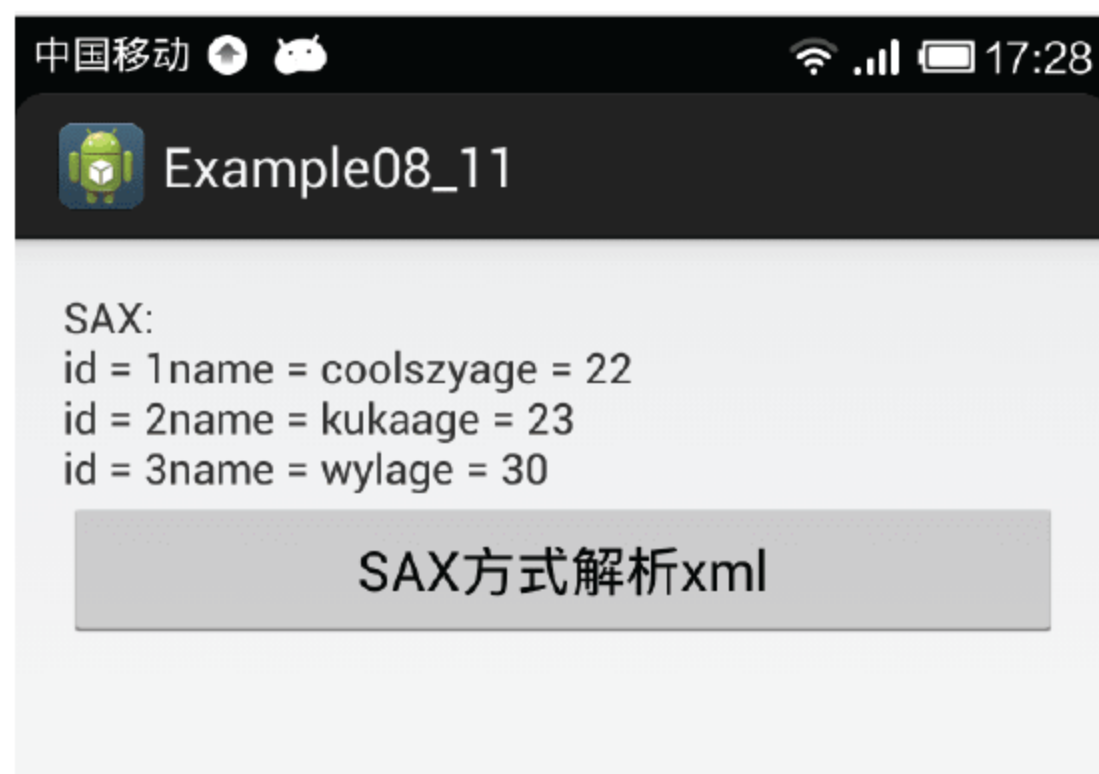 中国移动 17:28
Example08_11
SAX:
id = 1name = coolszyage = 22
id = 2name = kukaage = 23
id = 3name = wylage = 30
SAX方式解析xml